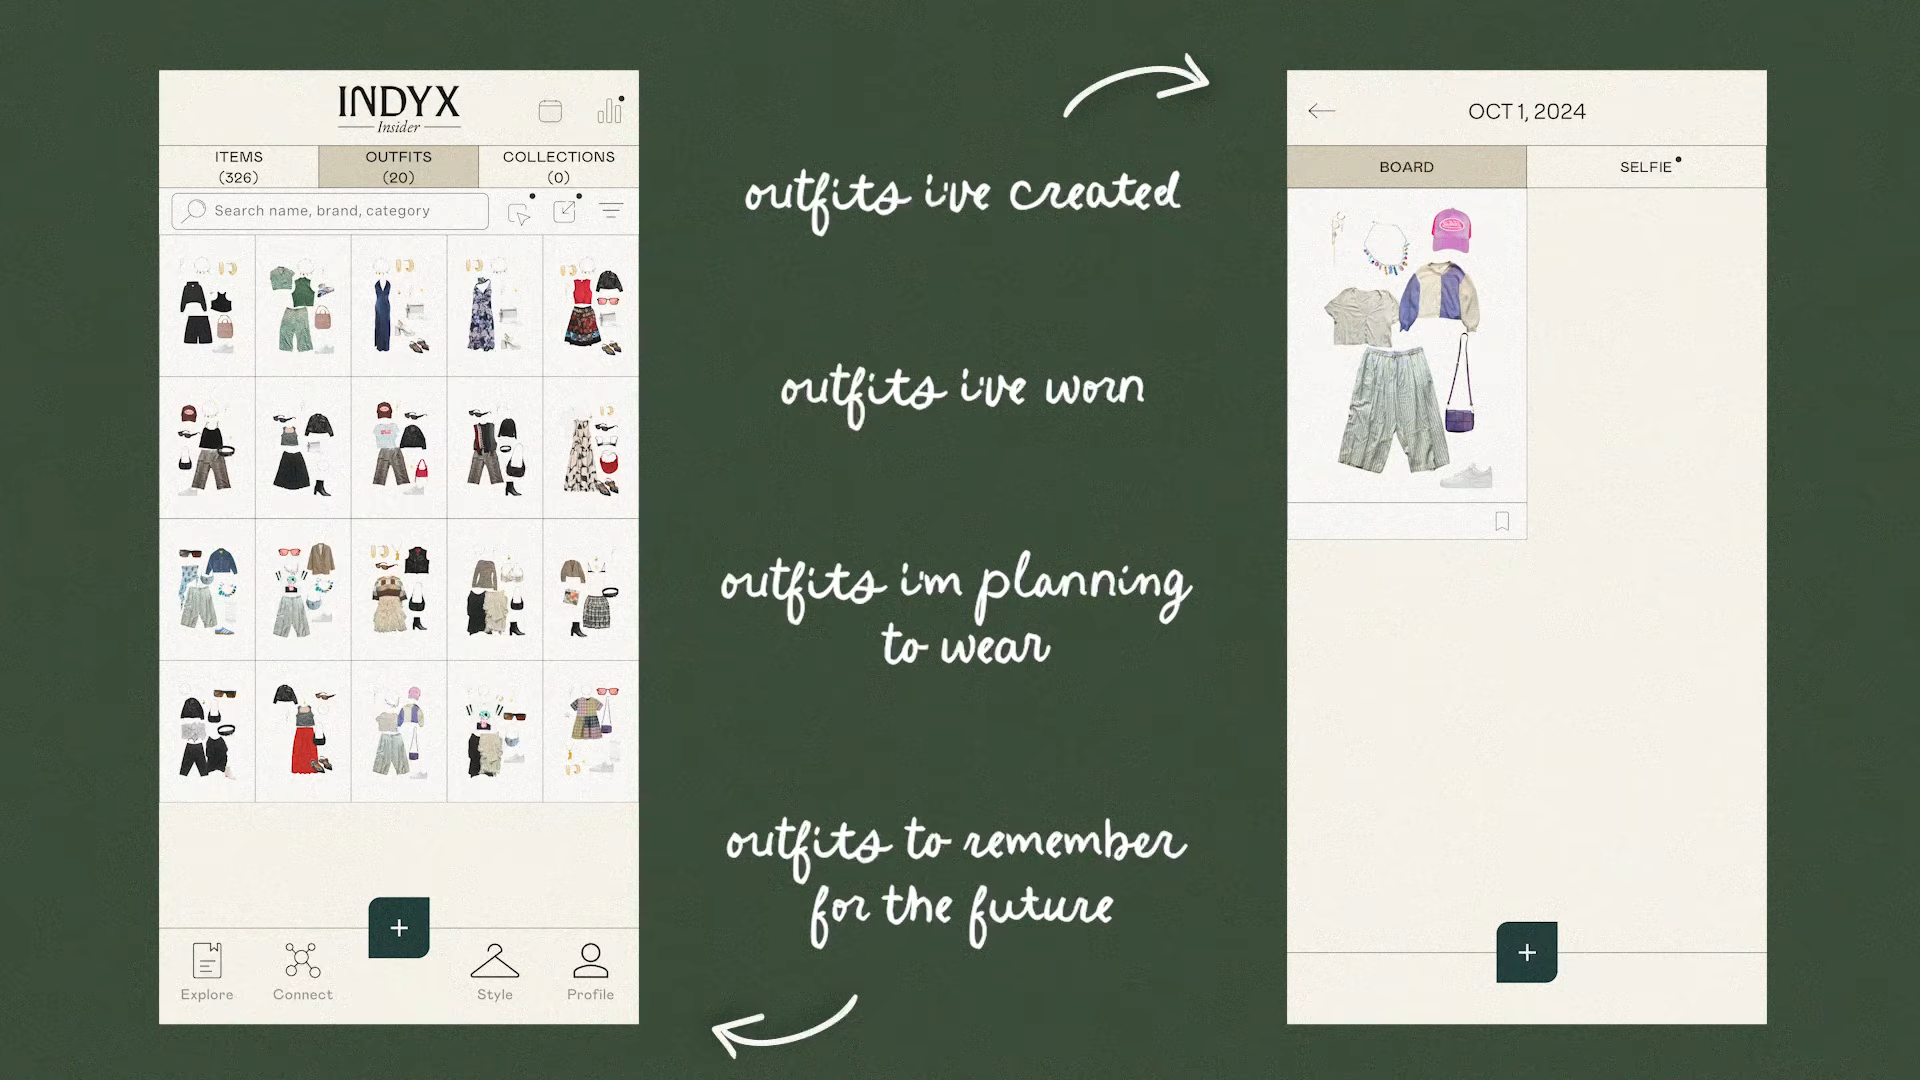 INDYX
Insider
ITEMS
(326)
OUTFITS
(20)
COLLECTIONS
(0)
Search name, brand, category
+
Explore
Connect
Style
Profile
outfits i've created
outfits i've worn
outfits i'm planning
to wear
outfits to remember
for the future
OCT 1, 2024
BOARD
SELFIE
+